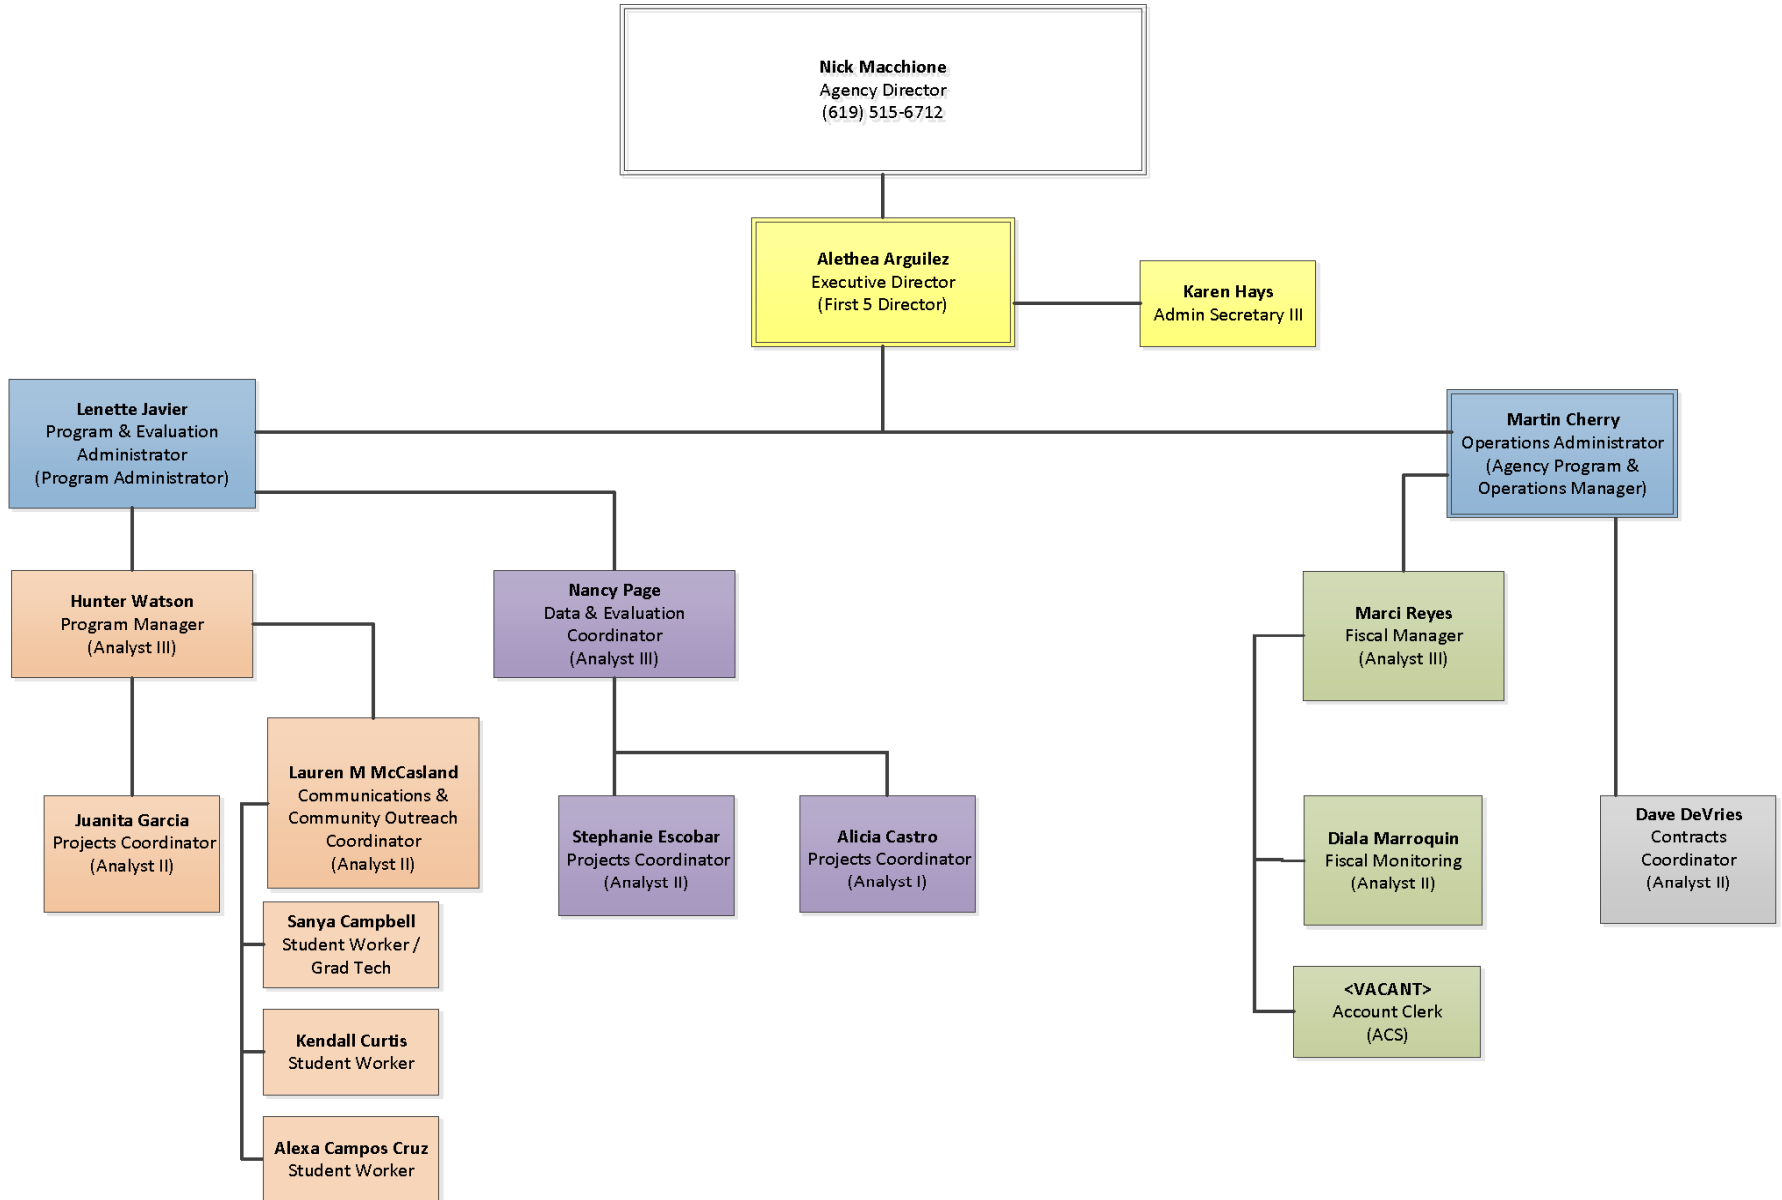 Nick Macchione
Agency Director
(619) 515-6712
Alethea Arguilez
Executive Director
(First 5 Director)
Karen Hays
Admin Secretary III
Lenette Javier
Program & Evaluation
Administrator
(Program Administrator)
Martin Cherry
Operations Administrator
(Agency Program &
Operations Manager)
Hunter Watson
Program Manager
(Analyst III)
Nancy Page
Data & Evaluation
Coordinator
(Analyst III)
Marci Reyes
Fiscal Manager
(Analyst III)
Juanita Garcia
Projects Coordinator
(Analyst II)
Lauren M McCasland
Communications &
Community Outreach
Coordinator
(Analyst II)
Stephanie Escobar
Projects Coordinator
(Analyst II)
Alicia Castro
Projects Coordinator
(Analyst I)
Diala Marroquin
Fiscal Monitoring
(Analyst II)
Dave DeVries
Contracts
Coordinator
(Analyst II)
Sanya Campbell
Student Worker /
Grad Tech
<VACANT>
Account Clerk
(ACS)
Kendall Curtis
Student Worker
Alexa Campos Cruz
Student Worker